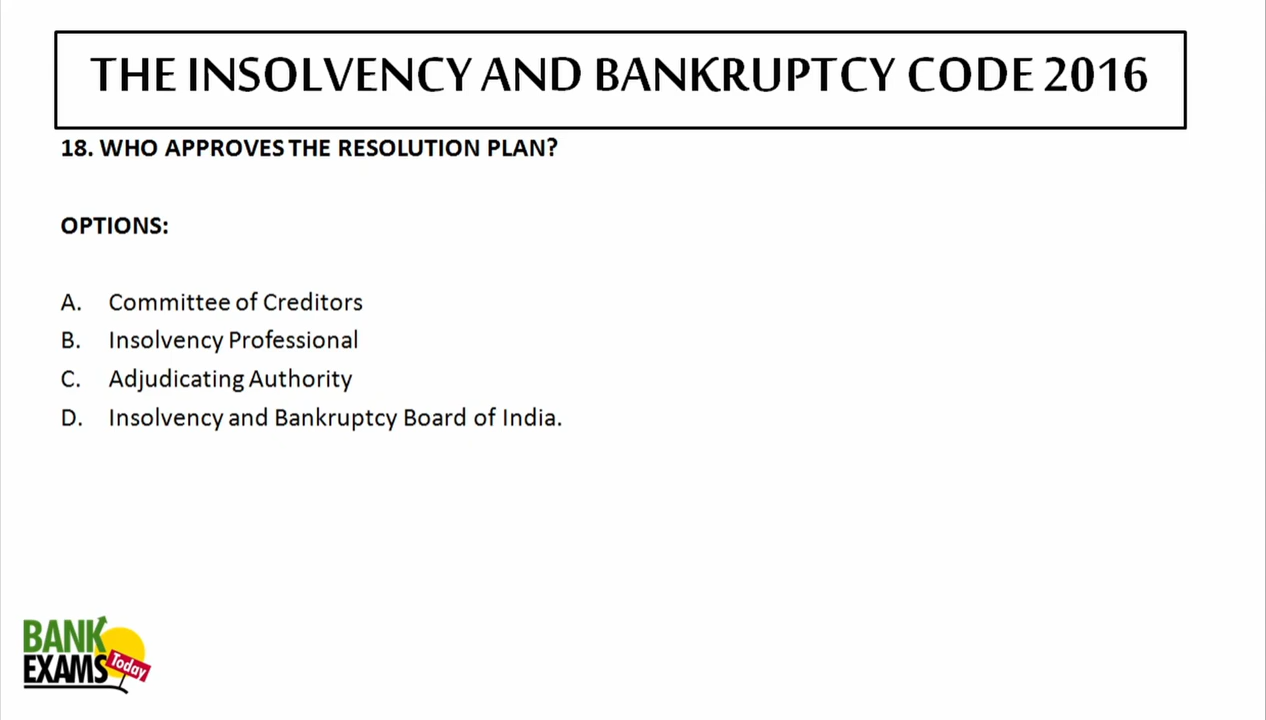 THE INSOLVENCY AND BANKRUPTCY CODE 2016
18. WHO APPROVES THE RESOLUTION PLAN?
OPTIONS:
A. Committee of Creditors
B. Insolvency Professional
C. Adjudicating Authority
D. Insolvency and Bankruptcy Board of India.
BANK
EXAMS Today